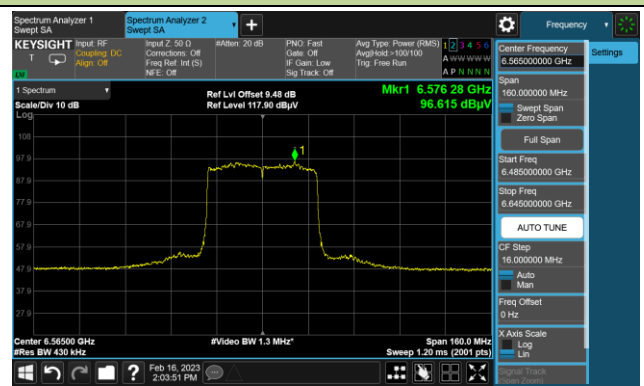 Spectrum Analyzer 1
Swept SA
Spectrum Analyzer 2
Swept SA
Frequency
KEYSIGHT
Input: RF
Coupling: DC
Align: Off
Input Z: 50 Ω
Corrections: Off
Freq Ref: Int (S)
NFE: Off
#Atten: 20 dB
PNO: Fast
Gate: Off
IF Gain: Low
Sig Track: Off
Avg Type: Power (RMS)
Avg|Hold:>100/100
Trig: Free Run
1 2 3 4 5 6
A W W W W W
A P N N N N
T
LW
1 Spectrum
Scale/Div 10 dB
Log
Ref Lvl Offset 9.48 dB
Ref Level 117.90 dBµV
Mkr1 6.576 28 GHz
96.615 dBµV
1
108
97.9
87.9
77.9
67.9
57.9
47.9
37.9
27.9
Center 6.56500 GHz
#Res BW 430 kHz
#Video BW 1.3 MHz*
Span 160.0 MHz
Sweep 1.20 ms (2001 pts)
Feb 16, 2023
2:03:51 PM
Center Frequency
6.565000000 GHz
Settings
Span
160.000000 MHz
Swept Span
Zero Span
Full Span
Start Freq
6.485000000 GHz
Stop Freq
6.645000000 GHz
AUTO TUNE
CF Step
16.000000 MHz
Auto
Man
Freq Offset
0 Hz
X Axis Scale
Log
Lin
Signal Track
(Span Zoom)